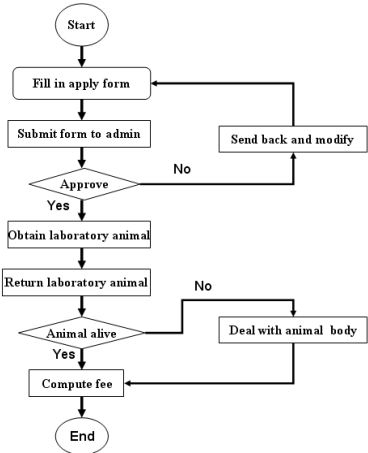 Start
Fill in apply form
Submit form to admin
Send back and modify
No
Approve
Yes
Obtain laboratory animal
Return laboratory animal
No
Animal alive
Deal with animal body
Yes
Compute fee
End